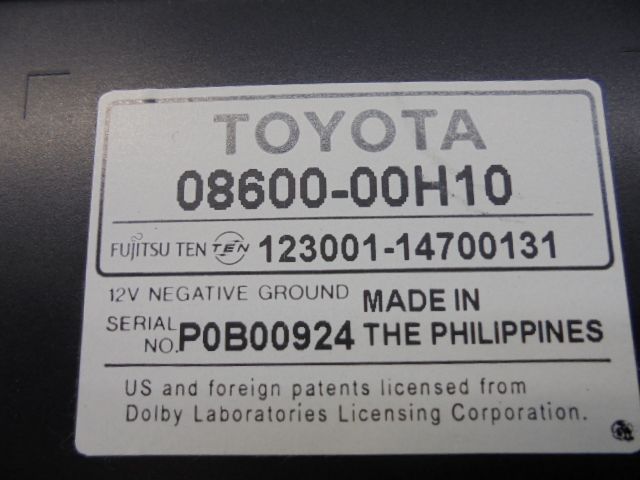 TOYOTA
08600-00H10
FUJITSU TEN TEN 123001-14700131
12V NEGATIVE GROUND MADE IN
SERIAL NO. P0B00924 THE PHILIPPINES
US and foreign patents licensed from
Dolby Laboratories Licensing Corporation.